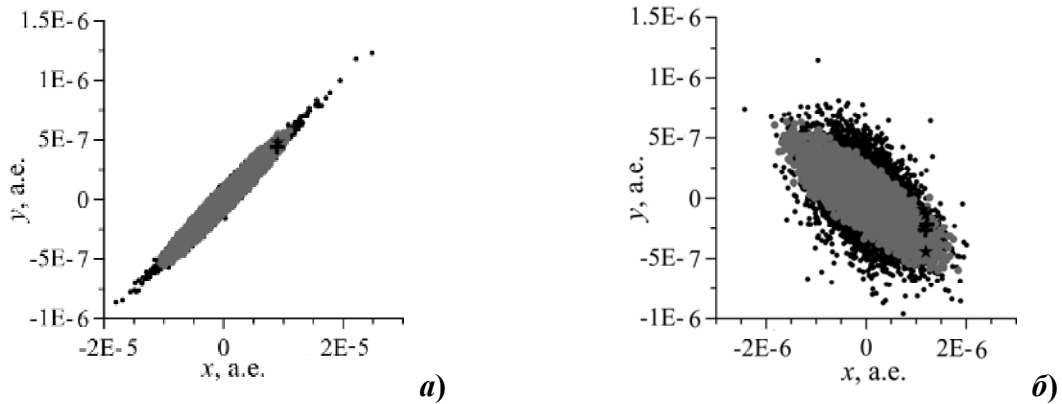 1.5E-6
1E-6
5E-7
0
-5E-7
-1E-6
y, а.е.
-2E-5 0 2E-5
x, а.е.
а)
1.5E-6
1E-6
5E-7
0
-5E-7
-1E-6
y, а.е.
-2E-6 0 2E-6
x, а.е.
б)